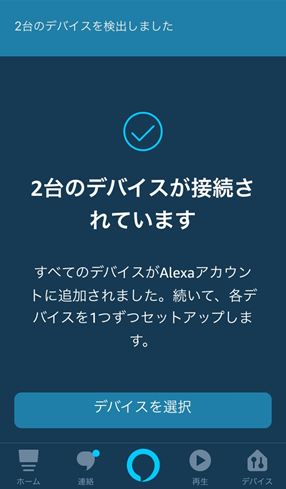 2台のデバイスを検出しました
2台のデバイスが接続さ
れています
すべてのデバイスがAlexaアカウン
トに追加されました。続いて、各デ
バイスを1つずつセットアップしま
す。
デバイスを選択
ホーム 連絡 再生 デバイス